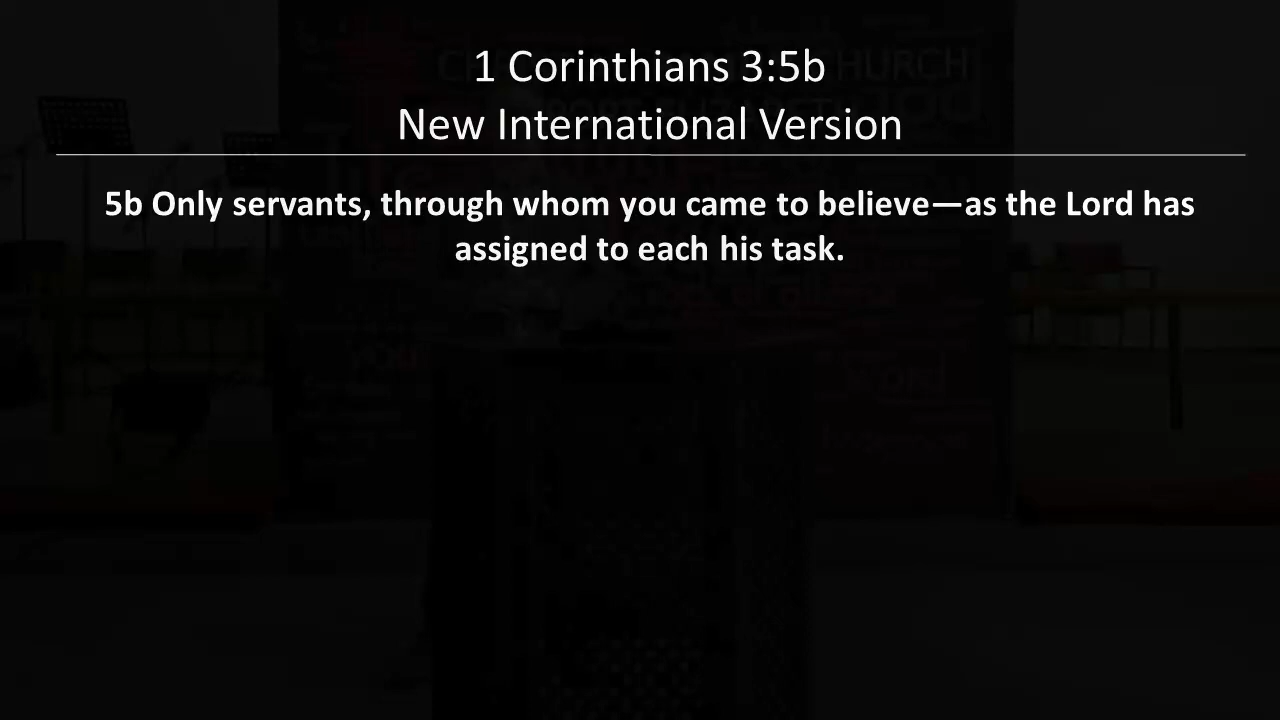 1 Corinthians 3:5b
New International Version
5b Only servants, through whom you came to believe—as the Lord has
assigned to each his task.
HURCH